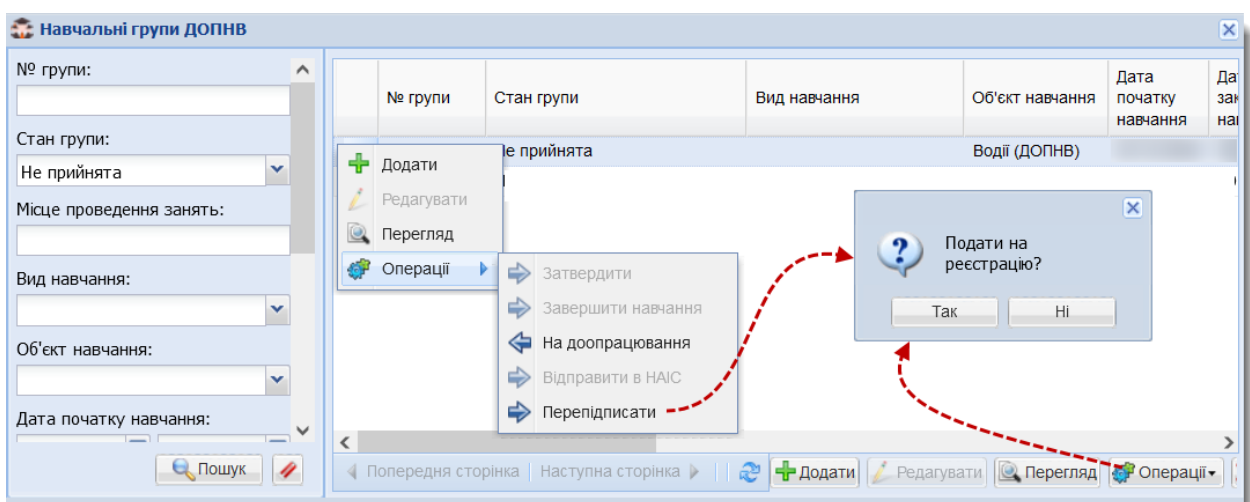 Навчальні групи ДОПНВ
№ групи:
Стан групи:
Не прийнята
Місце проведення занять:
Вид навчання:
Об'єкт навчання:
Дата початку навчання:
Пошук
№ групи
Стан групи
Вид навчання
Об'єкт навчання
Дата
початку
навчання
прийнята
Водії (ДОПНВ)
Додати
Редагувати
Перегляд
Операції
Затвердити
Завершити навчання
На доопрацювання
Відправити в НАІС
Перепідписати
Подати на
реєстрацію?
Так
Ні
Попередня сторінка
Наступна сторінка
Додати
Редагувати
Перегляд
Операції